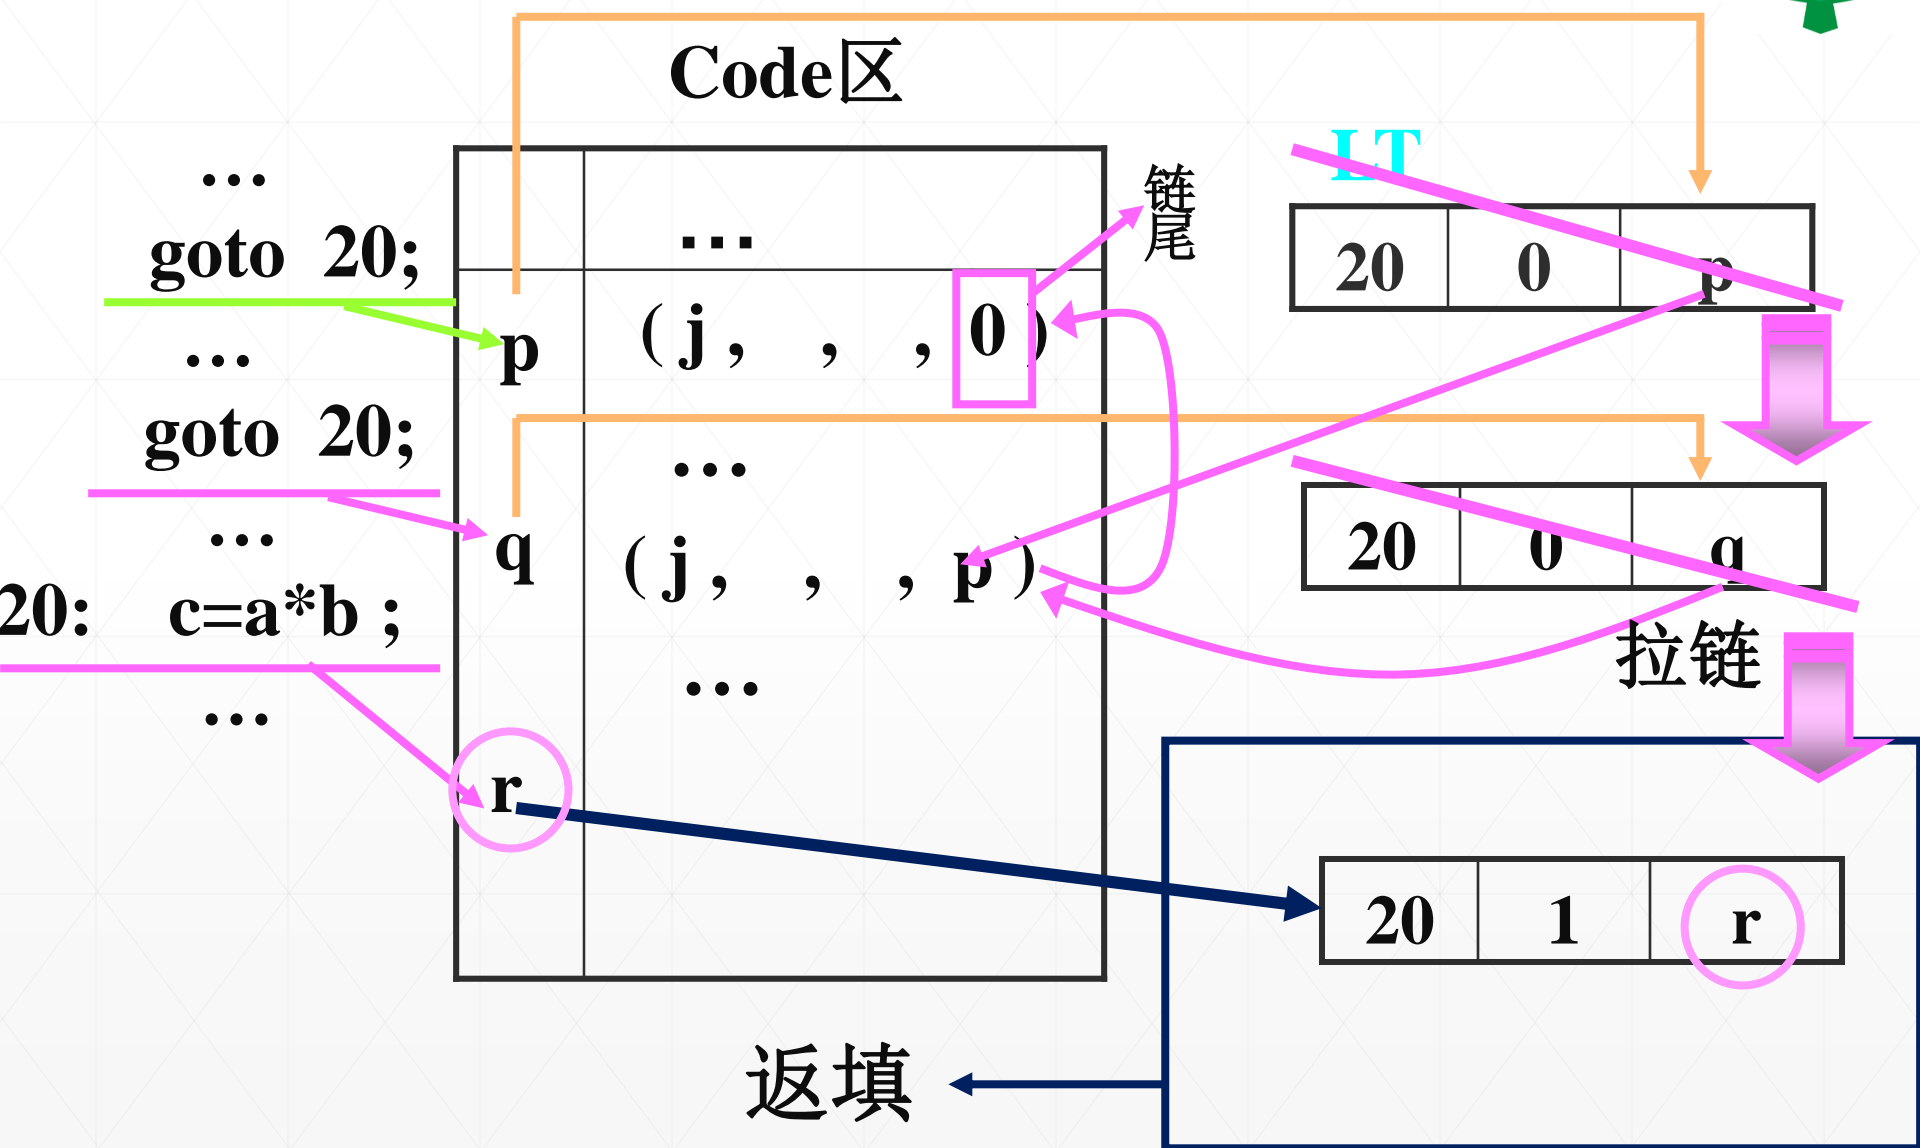 Code区
LT
链尾
…
goto 20;
…
goto 20;
…
20: c=a*b ;
…
…
p
( j , , , 0 )
…
q
( j , , , p )
…
r
20 0 p
20 0 q
拉链
20 1 r
返填